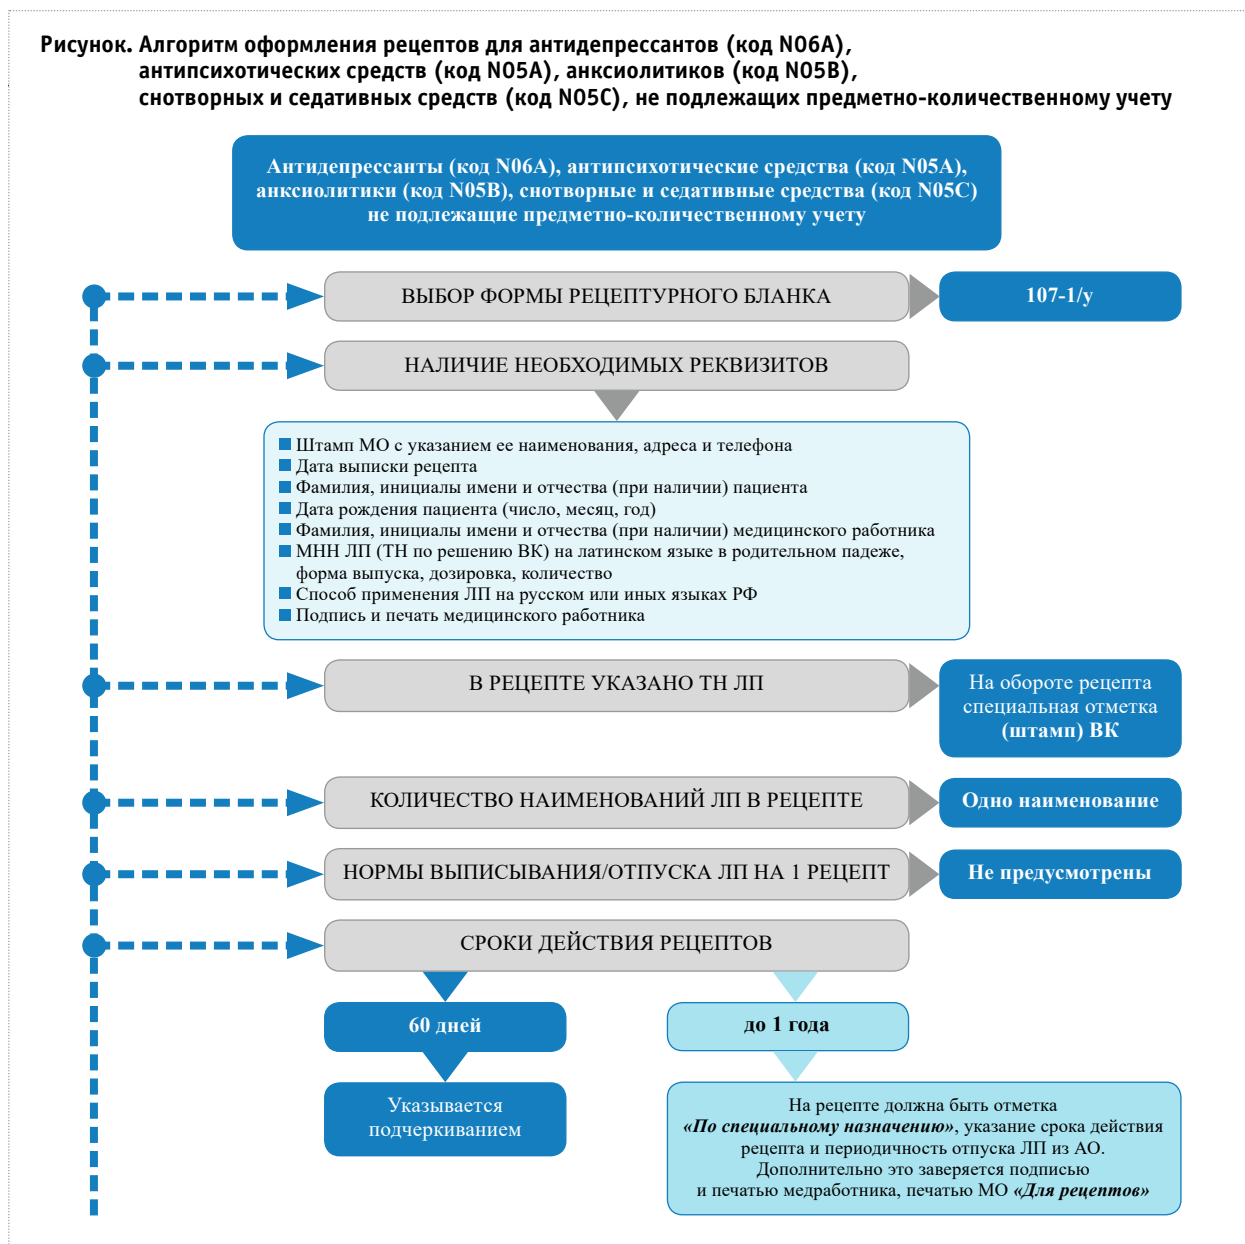 Рисунок. Алгоритм оформления рецептов для антидепрессантов (код N06A),
антипсихотических средств (код N05A), анксиолитиков (код N05B),
снотворных и седативных средств (код N05C), не подлежащих предметно-количественному учету
Антидепрессанты (код N06A), антипсихотические средства (код N05A),
анксиолитики (код N05B), снотворные и седативные средства (код N05C)
не подлежащие предметно-количественному учету
ВЫБОР ФОРМЫ РЕЦЕПТУРНОГО БЛАНКА
107-1/у
НАЛИЧИЕ НЕОБХОДИМЫХ РЕКВИЗИТОВ
Штамп МО с указанием ее наименования, адреса и телефона
Дата выписки рецепта
Фамилия, инициалы имени и отчества (при наличии) пациента
Дата рождения пациента (число, месяц, год)
Фамилия, инициалы имени и отчества (при наличии) медицинского работника
МНН ЛП (ТН по решению ВК) на латинском языке в родительном падеже,
форма выпуска, дозировка, количество
Способ применения ЛП на русском или иных языках РФ
Подпись и печать медицинского работника
В РЕЦЕПТЕ УКАЗАНО ТН ЛП
На обороте рецепта
специальная отметка
(штамп) ВК
КОЛИЧЕСТВО НАИМЕНОВАНИЙ ЛП В РЕЦЕПТЕ
Одно наименование
НОРМЫ ВЫПИСЫВАНИЯ/ОТПУСКА ЛП НА 1 РЕЦЕПТ
Не предусмотрены
СРОКИ ДЕЙСТВИЯ РЕЦЕПТОВ
60 дней
Указывается
подчеркиванием
до 1 года
На рецепте должна быть отметка
«По специальному назначению», указание срока действия
рецепта и периодичность отпуска ЛП из АО.
Дополнительно это заверяется подписью
и печатью медработника, печатью МО «Для рецептов»